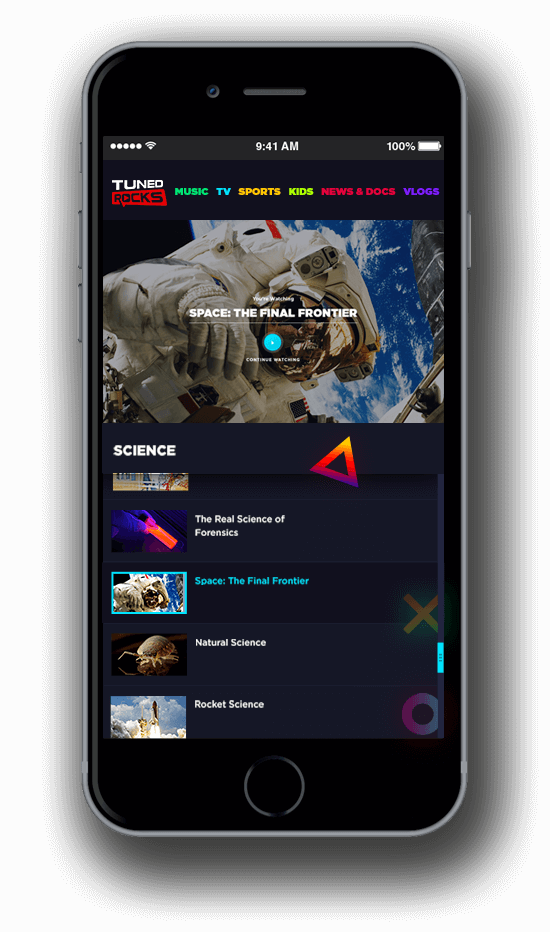 9:41 AM
100%
TUNED
ROCKS
MUSIC TV SPORTS KIDS NEWS & DOCS VLOGS
You're Watching
SPACE: THE FINAL FRONTIER
CONTINUE WATCHING
SCIENCE
The Real Science of
Forensics
Space: The Final Frontier
Natural Science
Rocket Science